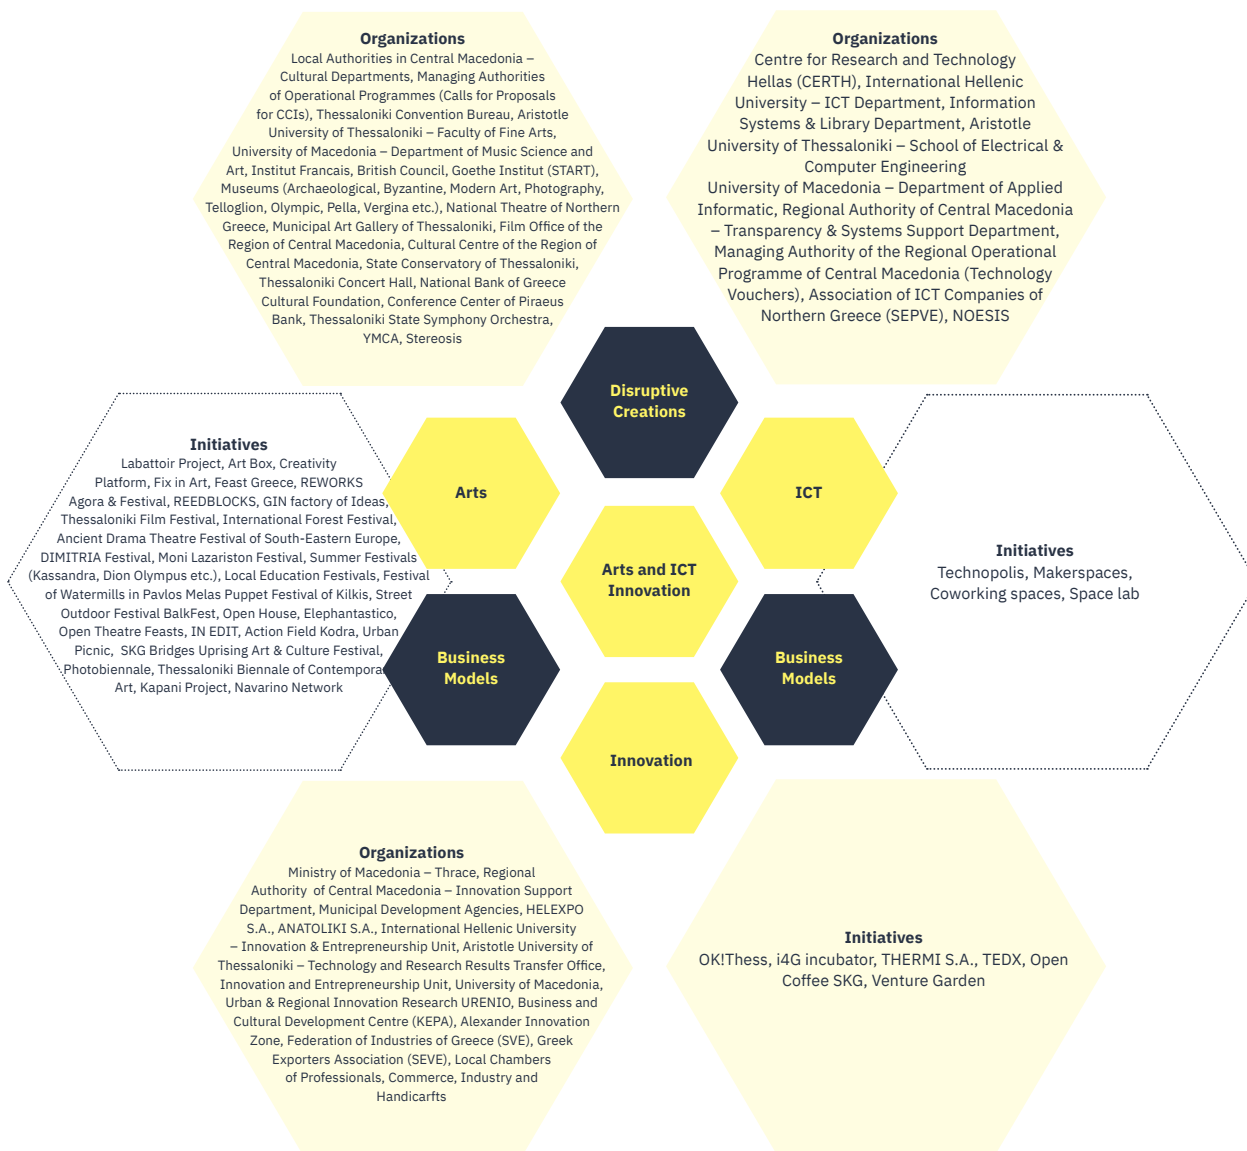 Organizations
Local Authorities in Central Macedonia –
Cultural Departments, Managing Authorities
of Operational Programmes (Calls for Proposals
for CCIs), Thessaloniki Convention Bureau, Aristotle
University of Thessaloniki – Faculty of Fine Arts,
University of Macedonia – Department of Music Science and
Art, Institut Francais, British Council, Goethe Institut (START),
Museums (Archaeological, Byzantine, Modern Art, Photography,
Telloglion, Olympic, Pella, Vergina etc.), National Theatre of Northern
Greece, Municipal Art Gallery of Thessaloniki, Film Office of the
Region of Central Macedonia, Cultural Centre of the Region of
Central Macedonia, State Conservatory of Thessaloniki,
Thessaloniki Concert Hall, National Bank of Greece
Cultural Foundation, Conference Center of Piraeus
Bank, Thessaloniki State Symphony Orchestra,
YMCA, Stereosis
Organizations
Centre for Research and Technology
Hellas (CERTH), International Hellenic
University – ICT Department, Information
Systems & Library Department, Aristotle
University of Thessaloniki – School of Electrical &
Computer Engineering
University of Macedonia – Department of Applied
Informatic, Regional Authority of Central Macedonia
– Transparency & Systems Support Department,
Managing Authority of the Regional Operational
Programme of Central Macedonia (Technology
Vouchers), Association of ICT Companies of
Northern Greece (SEPVE), NOESIS
Disruptive
Creations
Initiatives
Labattoir Project, Art Box, Creativity
Platform, Fix in Art, Feast Greece, REWORKS
Agora & Festival, REEDBLOCKS, GIN factory of Ideas,
Thessaloniki Film Festival, International Forest Festival,
Ancient Drama Theatre Festival of South-Eastern Europe,
DIMITRIA Festival, Moni Lazariston Festival, Summer Festivals
(Kassandra, Dion Olympus etc.), Local Education Festivals, Festival
of Watermills in Pavlos Melas Puppet Festival of Kilkis, Street
Outdoor Festival BalkFest, Open House, Elephantastico,
Open Theatre Feasts, IN EDIT, Action Field Kodra, Urban
Picnic, SKG Bridges Uprising Art & Culture Festival,
Photobiennale, Thessaloniki Biennale of Contempora
Art, Kapani Project, Navarino Network
Arts
ICT
Arts and ICT
Innovation
Initiatives
Technopolis, Makerspaces,
Coworking spaces, Space lab
Business
Models
Business
Models
Innovation
Organizations
Ministry of Macedonia – Thrace, Regional
Authority of Central Macedonia – Innovation Support
Department, Municipal Development Agencies, HELEXPO
S.A., ANATOLIKI S.A., International Hellenic University
– Innovation & Entrepreneurship Unit, Aristotle University of
Thessaloniki – Technology and Research Results Transfer Office,
Innovation and Entrepreneurship Unit, University of Macedonia,
Urban & Regional Innovation Research URENIO, Business and
Cultural Development Centre (KEPA), Alexander Innovation
Zone, Federation of Industries of Greece (SVE), Greek
Exporters Association (SEVE), Local Chambers
of Professionals, Commerce, Industry and
Handicarfts
Initiatives
OK!Thess, i4G incubator, THERMI S.A., TEDX, Open
Coffee SKG, Venture Garden